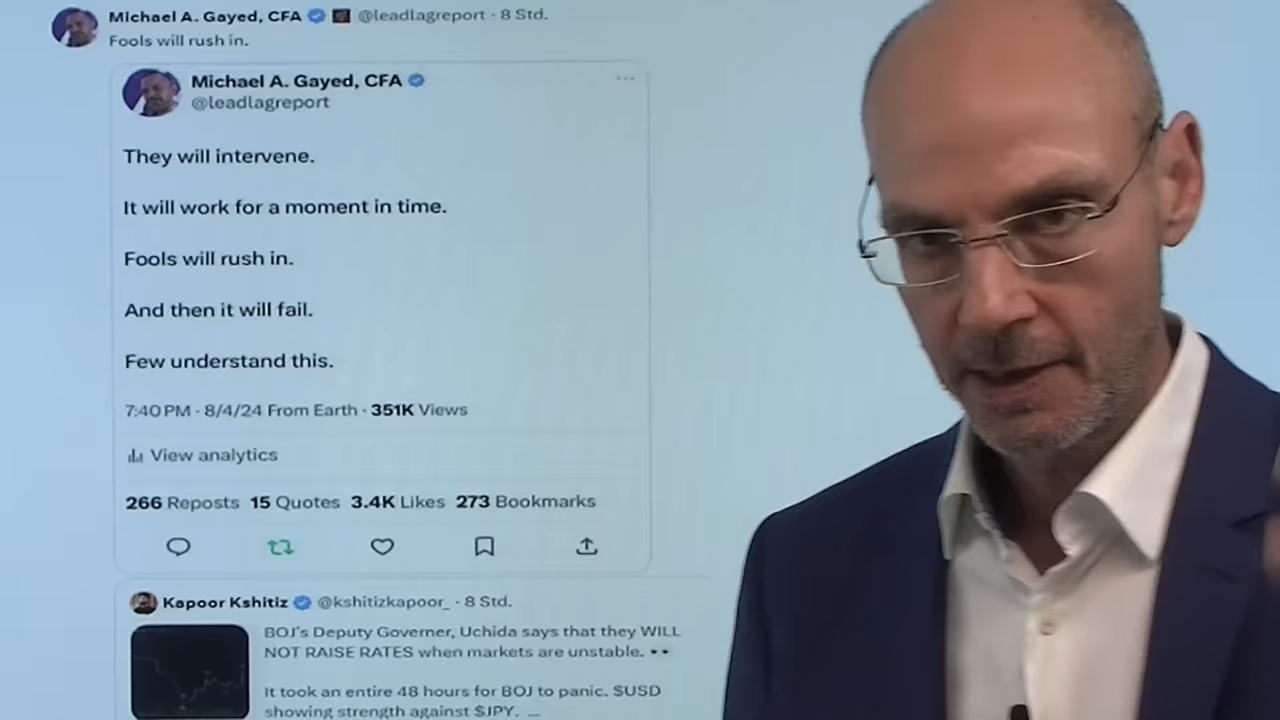 Michael A. Gayed, CFA @leadlagreport · 8 Std.
Fools will rush in.
Michael A. Gayed, CFA
@leadlagreport
They will intervene.
It will work for a moment in time.
Fools will rush in.
And then it will fail.
Few understand this.
7:40 PM · 8/4/24 From Earth · 351K Views
View analytics
266 Reposts 15 Quotes 3.4K Likes 273 Bookmarks
Kapoor Kshitiz @kshitizkapoor_ · 8 Std.
BOJ's Deputy Governer, Uchida says that they WILL
NOT RAISE RATES when markets are unstable. 👀
It took an entire 48 hours for BOJ to panic. $USD
showing strength against $JPY. ...